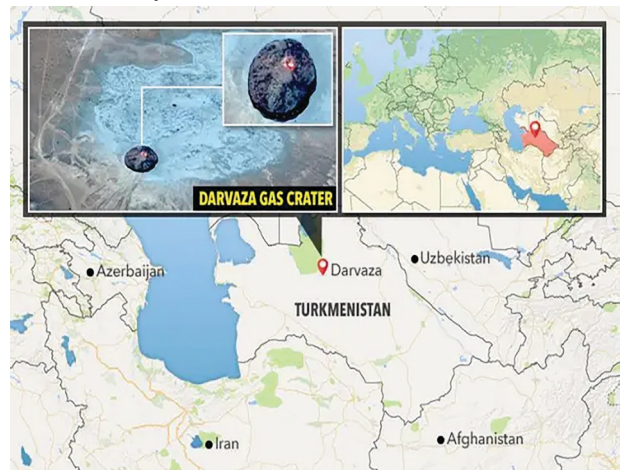 DARVAZA GAS CRATER
Uzbekistan
Azerbaijan
Darvaza
TURKMENISTAN
Iran
Afghanistan